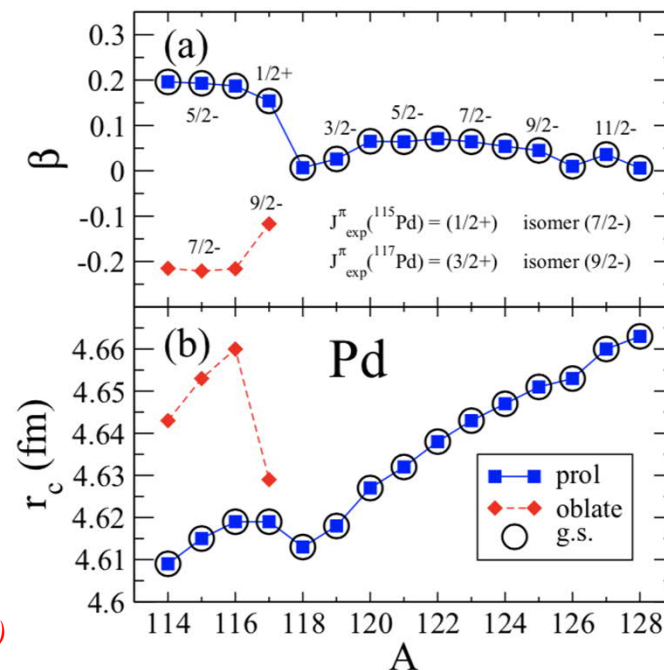 (a)
0.3
0.2
0.1
0
-0.1
-0.2
β
1/2+
5/2-
3/2-
5/2-
7/2-
9/2-
11/2-
9/2-
7/2-
J^π_exp(^115Pd) = (1/2+) isomer (7/2-)
J^π_exp(^117Pd) = (3/2+) isomer (9/2-)
(b)
Pd
4.66
4.65
4.64
4.63
4.62
4.61
4.6
r_c (fm)
prol
oblate
g.s.
)
114 116 118 120 122 124 126 128
A